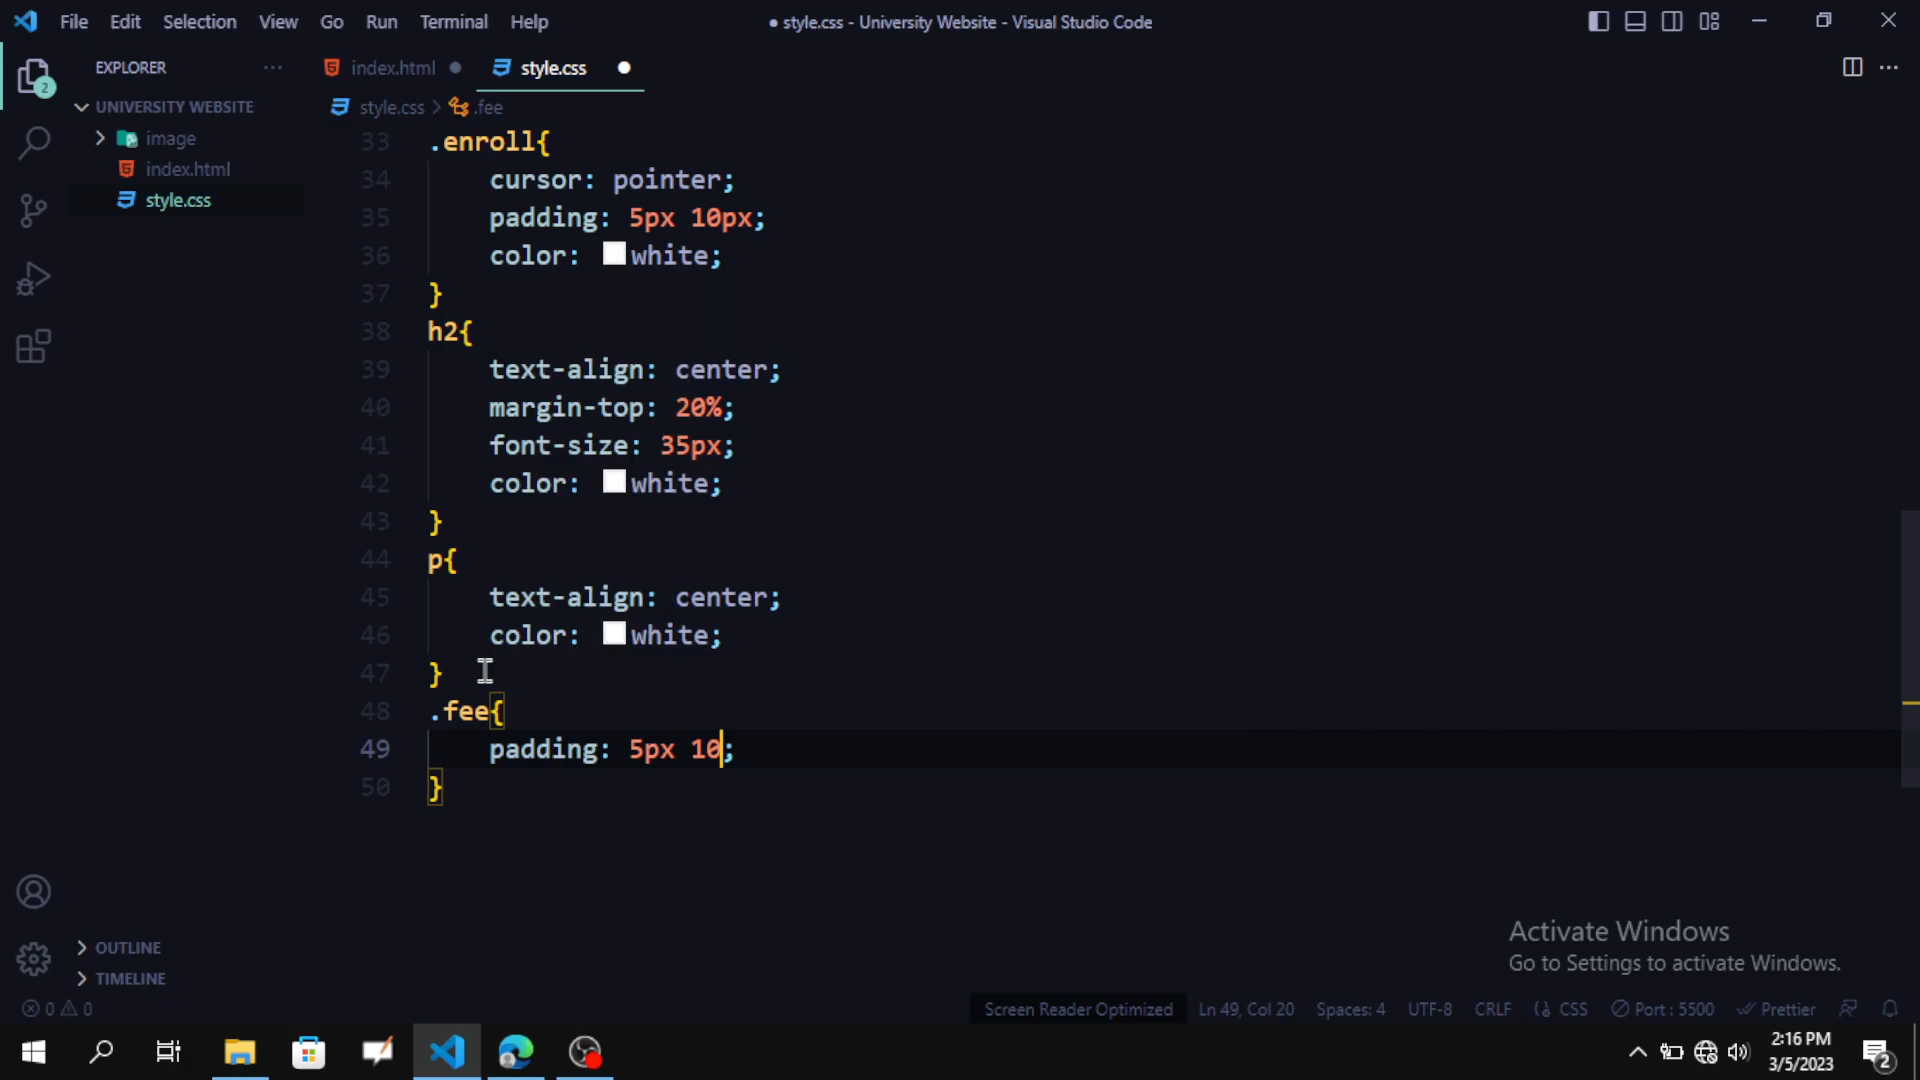 File Edit Selection View Go Run Terminal Help
● style.css - University Website - Visual Studio Code
EXPLORER
index.html
style.css
UNIVERSITY WEBSITE
style.css > .fee
image
index.html
style.css
33 .enroll{
34 cursor: pointer;
35 padding: 5px 10px;
36 color: white;
37 }
38 h2{
39 text-align: center;
40 margin-top: 20%;
41 font-size: 35px;
42 color: white;
43 }
44 p{
45 text-align: center;
46 color: white;
47 }
48 .fee{
49 padding: 5px 10;
50 }
2
OUTLINE
TIMELINE
Activate Windows
Go to Settings to activate Windows.
0 0
Screen Reader Optimized Ln 49, Col 20 Spaces: 4 UTF-8 CRLF {} CSS Port : 5500 Prettier
2:16 PM
3/5/2023
2